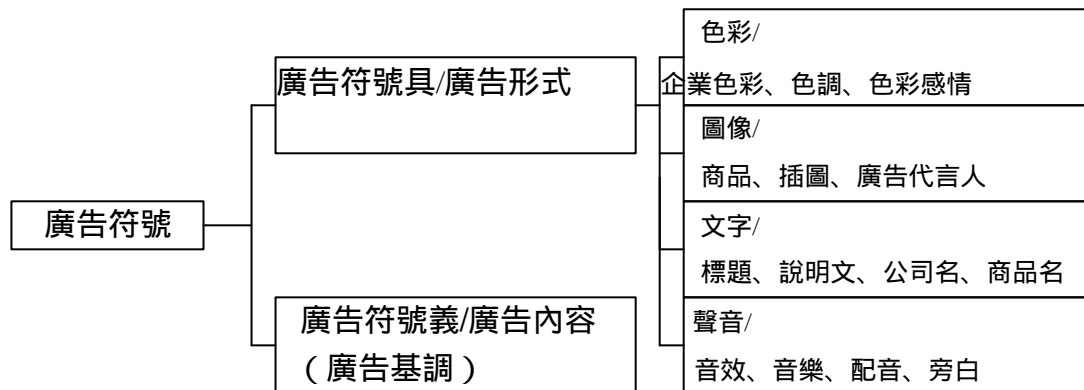 廣告符號
廣告符號具/廣告形式
廣告符號義/廣告內容
（廣告基調）
色彩/
企業色彩、色調、色彩感情
圖像/
商品、插圖、廣告代言人
文字/
標題、說明文、公司名、商品名
聲音/
音效、音樂、配音、旁白